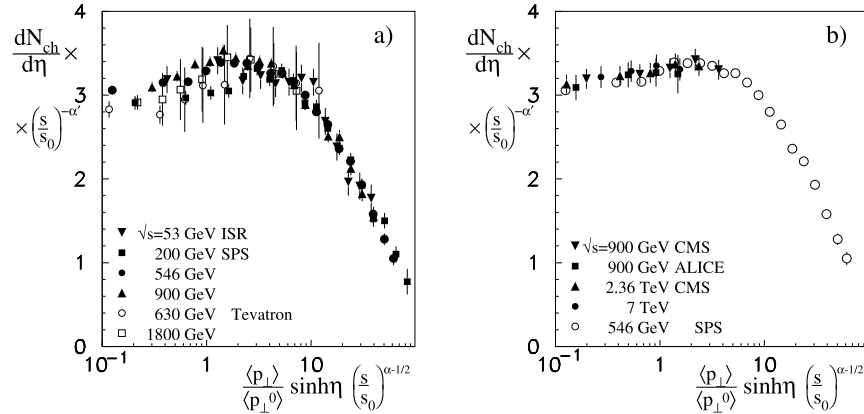 4
3
2
1
0
dN_ch/dη ×
× (s/s_0)^{-α′}
a)
√s=53 GeV ISR
200 GeV SPS
546 GeV
900 GeV
630 GeV Tevatron
1800 GeV
10^{-1} 1 10
⟨p_⊥⟩/⟨p_⊥^0⟩ sinhη (s/s_0)^{α-1/2}
4
3
2
1
0
dN_ch/dη ×
× (s/s_0)^{-α′}
b)
√s=900 GeV CMS
900 GeV ALICE
2.36 TeV CMS
7 TeV
546 GeV SPS
10^{-1} 1 10
⟨p_⊥⟩/⟨p_⊥^0⟩ sinhη (s/s_0)^{α-1/2}